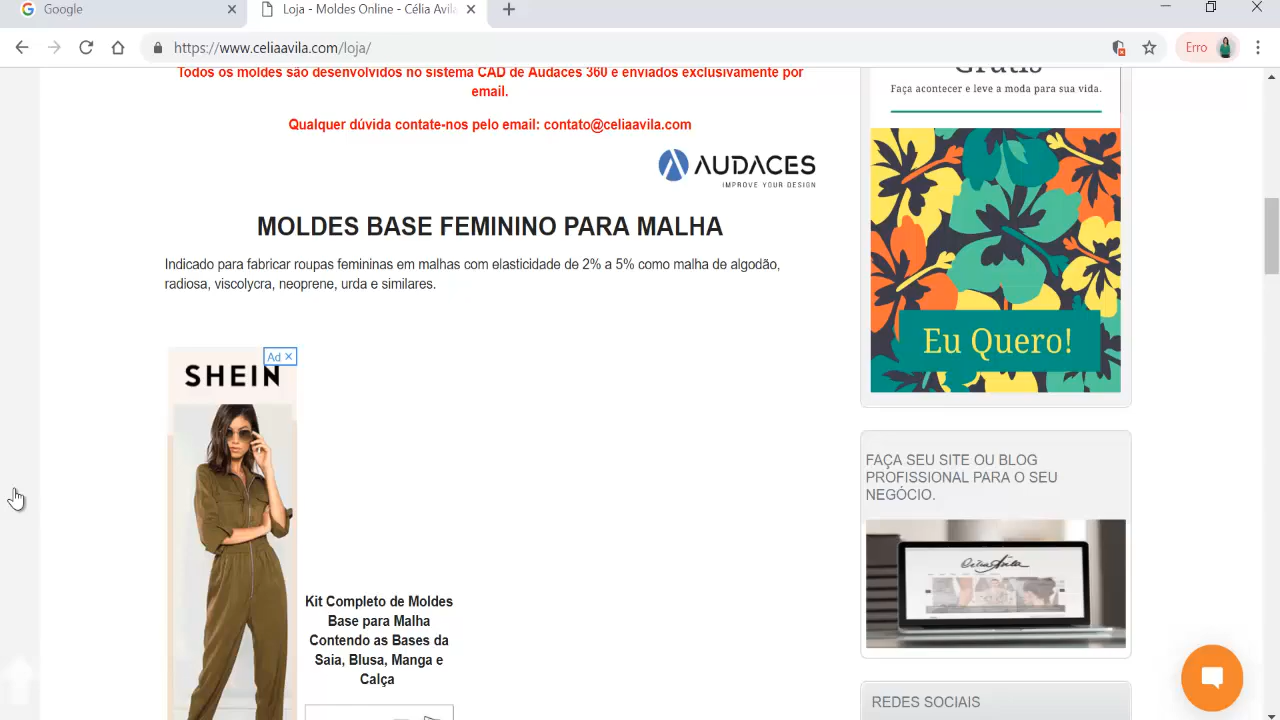 Google
Loja - Moldes Online - Célia Avila
https://www.celiaavila.com/loja/
Erro
Todos os moldes são desenvolvidos no sistema CAD de Audaces 360 e enviados exclusivamente por
email.
Qualquer dúvida contate-nos pelo email: contato@celiaavila.com
AUDACES
IMPROVE YOUR DESIGN
MOLDES BASE FEMININO PARA MALHA
Indicado para fabricar roupas femininas em malhas com elasticidade de 2% a 5% como malha de algodão,
radiosa, viscolycra, neoprene, urda e similares.
Ad
SHEIN
Kit Completo de Moldes
Base para Malha
Contendo as Bases da
Saia, Blusa, Manga e
Calça
Grátis
Faça acontecer e leve a moda para sua vida.
Eu Quero!
FAÇA SEU SITE OU BLOG
PROFISSIONAL PARA O SEU
NEGÓCIO.
Célia Ávila
REDES SOCIAIS